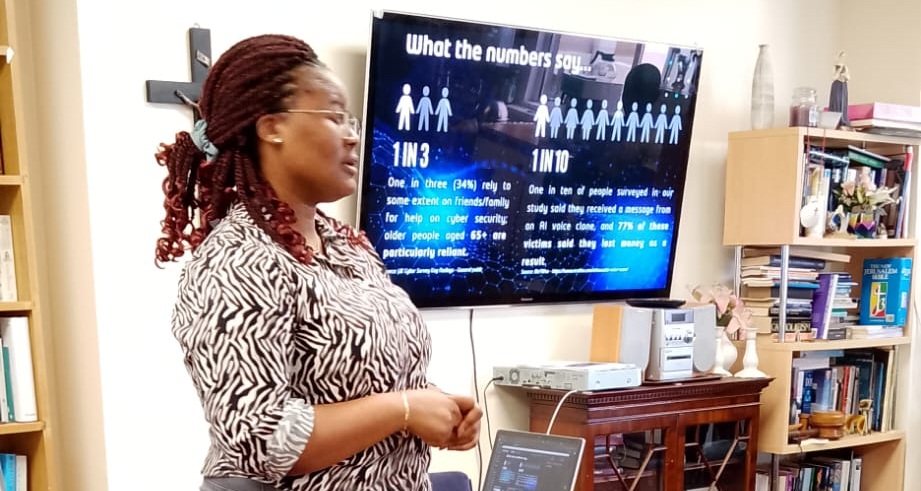 What the numbers say...
1 IN 3
One in three (34%) rely to
some extent on friends/family
for help on cyber security;
older people aged 65+ are
particularly reliant.
1 IN 10
One in ten of people surveyed in our
study said they received a message from
an AI voice clone, and 77% of these
victims said they lost money as a
result.
THE NEW
JERUSALEM
BIBLE